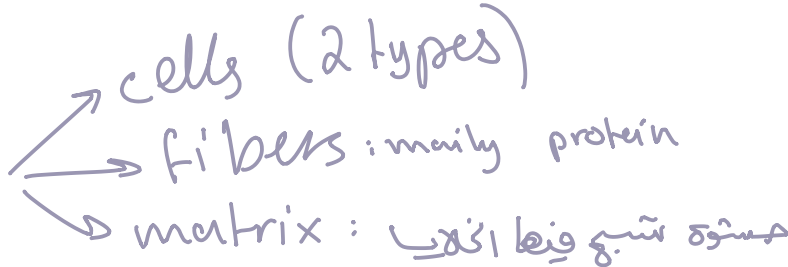 cells (2 types)
fibers : maily protein
matrix : حشوة تسبح فيها الخلايا